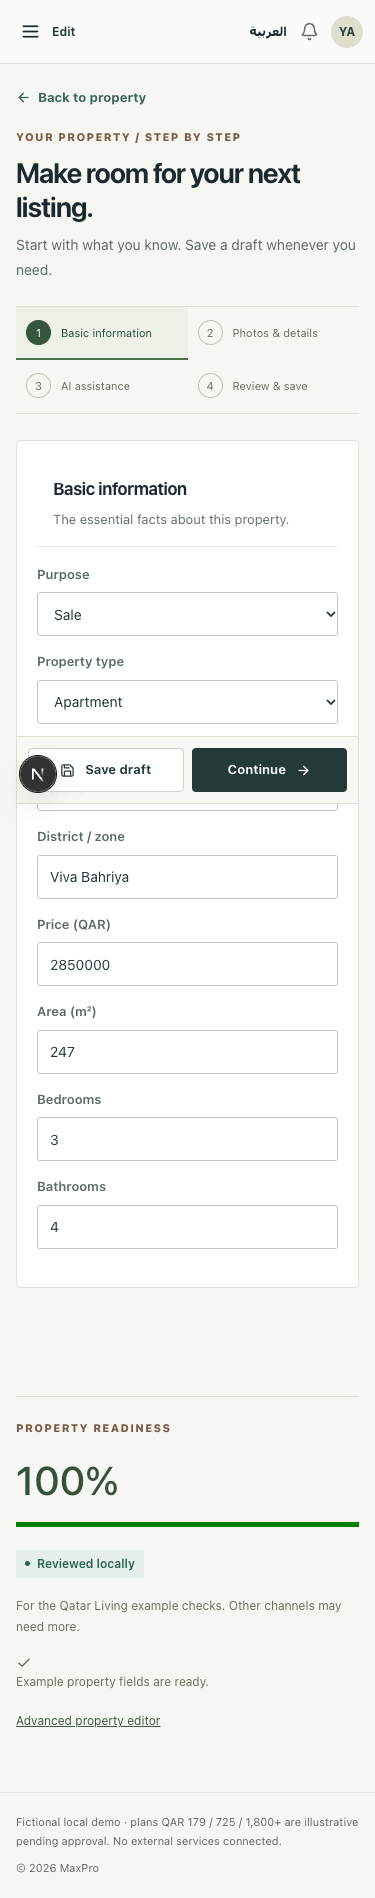 Edit
العربية
YA
Back to property
YOUR PROPERTY / STEP BY STEP
Make room for your next
listing.
Start with what you know. Save a draft whenever you
need.
1 Basic information
2 Photos & details
3 AI assistance
4 Review & save
Basic information
The essential facts about this property.
Purpose
Sale
Property type
Apartment
N
Save draft
Continue
District / zone
Viva Bahriya
Price (QAR)
2850000
Area (m²)
247
Bedrooms
3
Bathrooms
4
PROPERTY READINESS
100%
Reviewed locally
For the Qatar Living example checks. Other channels may
need more.
Example property fields are ready.
Advanced property editor
Fictional local demo · plans QAR 179 / 725 / 1,800+ are illustrative
pending approval. No external services connected.
© 2026 MaxPro